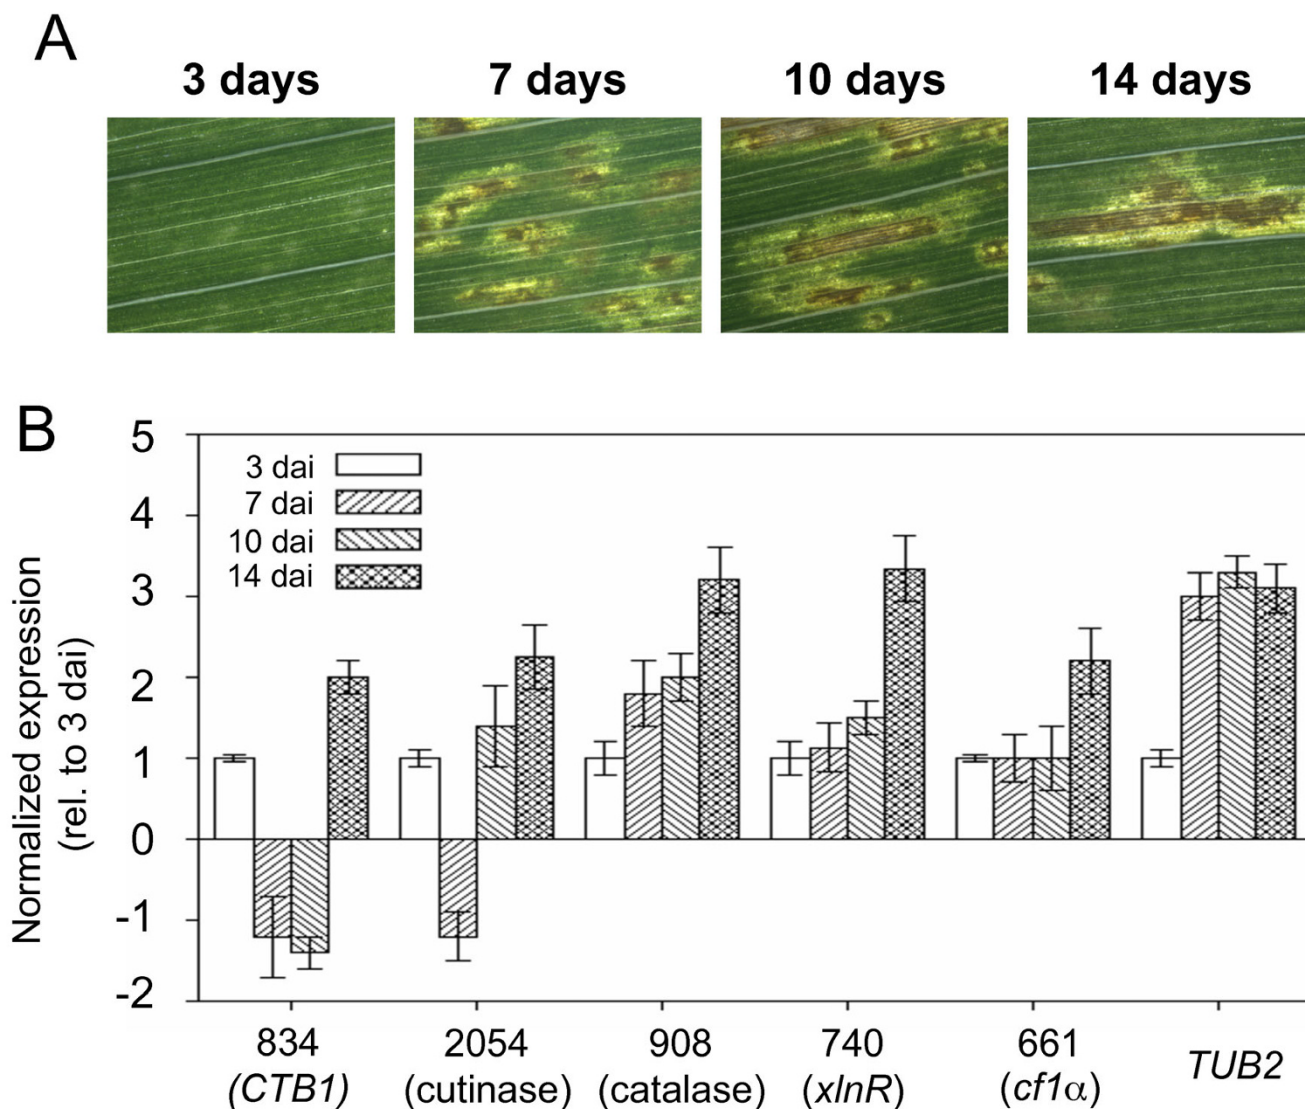 A
3 days
7 days
10 days
14 days
B
Normalized expression
(rel. to 3 dai)
5
4
3
2
1
0
-1
-2
3 dai
7 dai
10 dai
14 dai
834
(CTB1)
2054
(cutinase)
908
(catalase)
740
(xlnR)
661
(cf1α)
TUB2